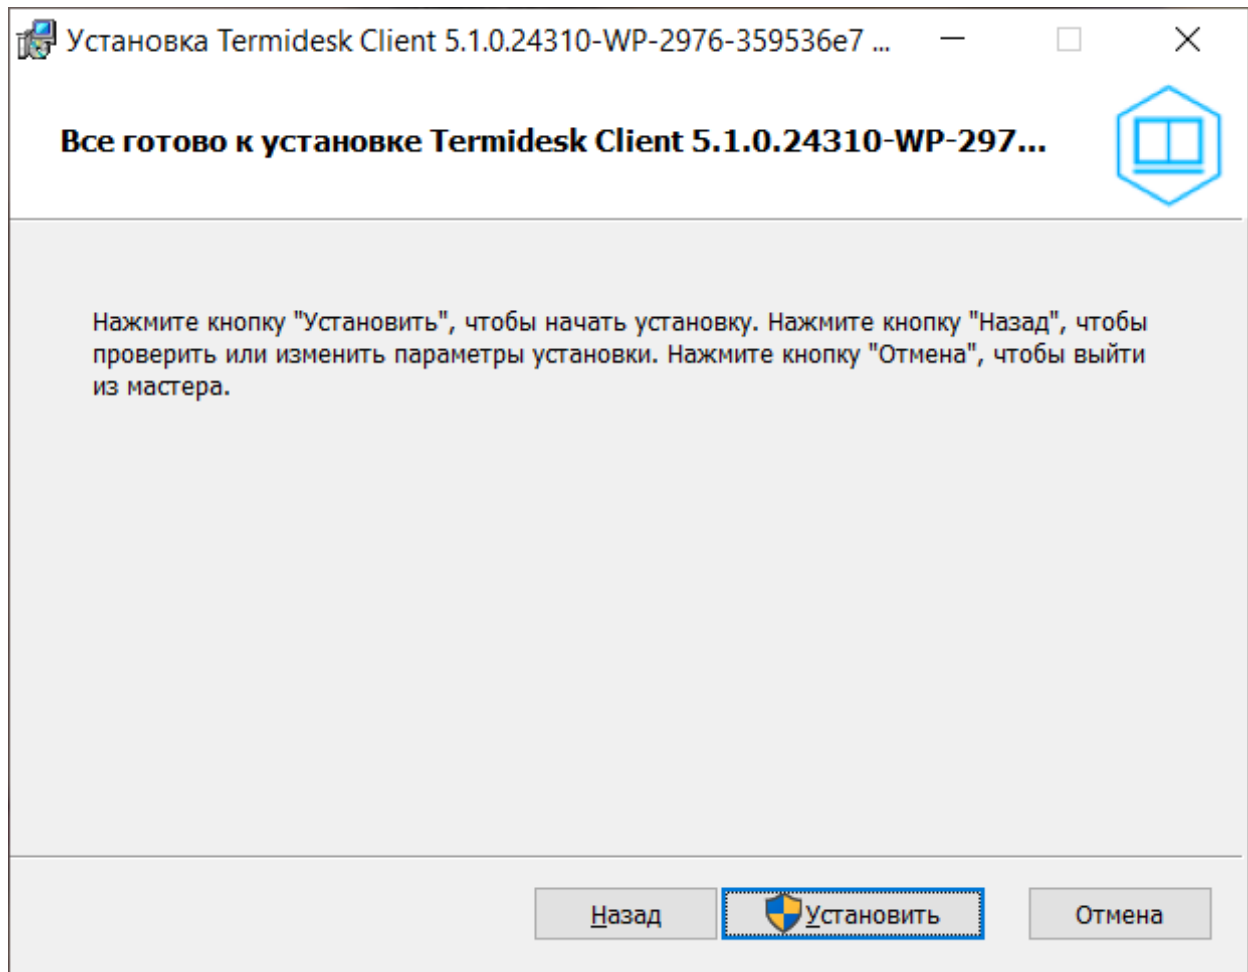 Установка Termidesk Client 5.1.0.24310-WP-2976-359536e7 ...
Все готово к установке Termidesk Client 5.1.0.24310-WP-297...
Нажмите кнопку "Установить", чтобы начать установку. Нажмите кнопку "Назад", чтобы
проверить или изменить параметры установки. Нажмите кнопку "Отмена", чтобы выйти
из мастера.
Назад
Установить
Отмена